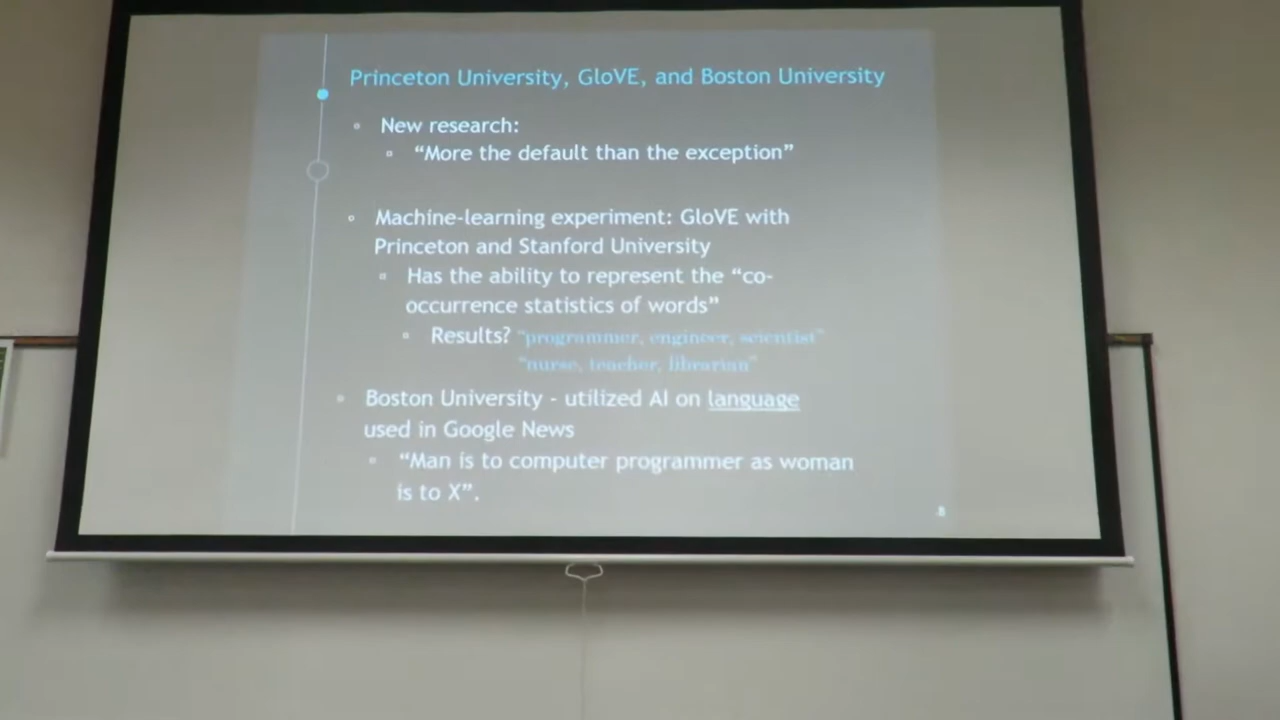 Princeton University, GloVE, and Boston University
New research:
“More the default than the exception”
Machine-learning experiment: GloVE with
Princeton and Stanford University
Has the ability to represent the “co-
occurrence statistics of words”
Results? “programmer, engineer, scientist”
“nurse, teacher, librarian”
Boston University - utilized AI on language
used in Google News
“Man is to computer programmer as woman
is to X”.
8